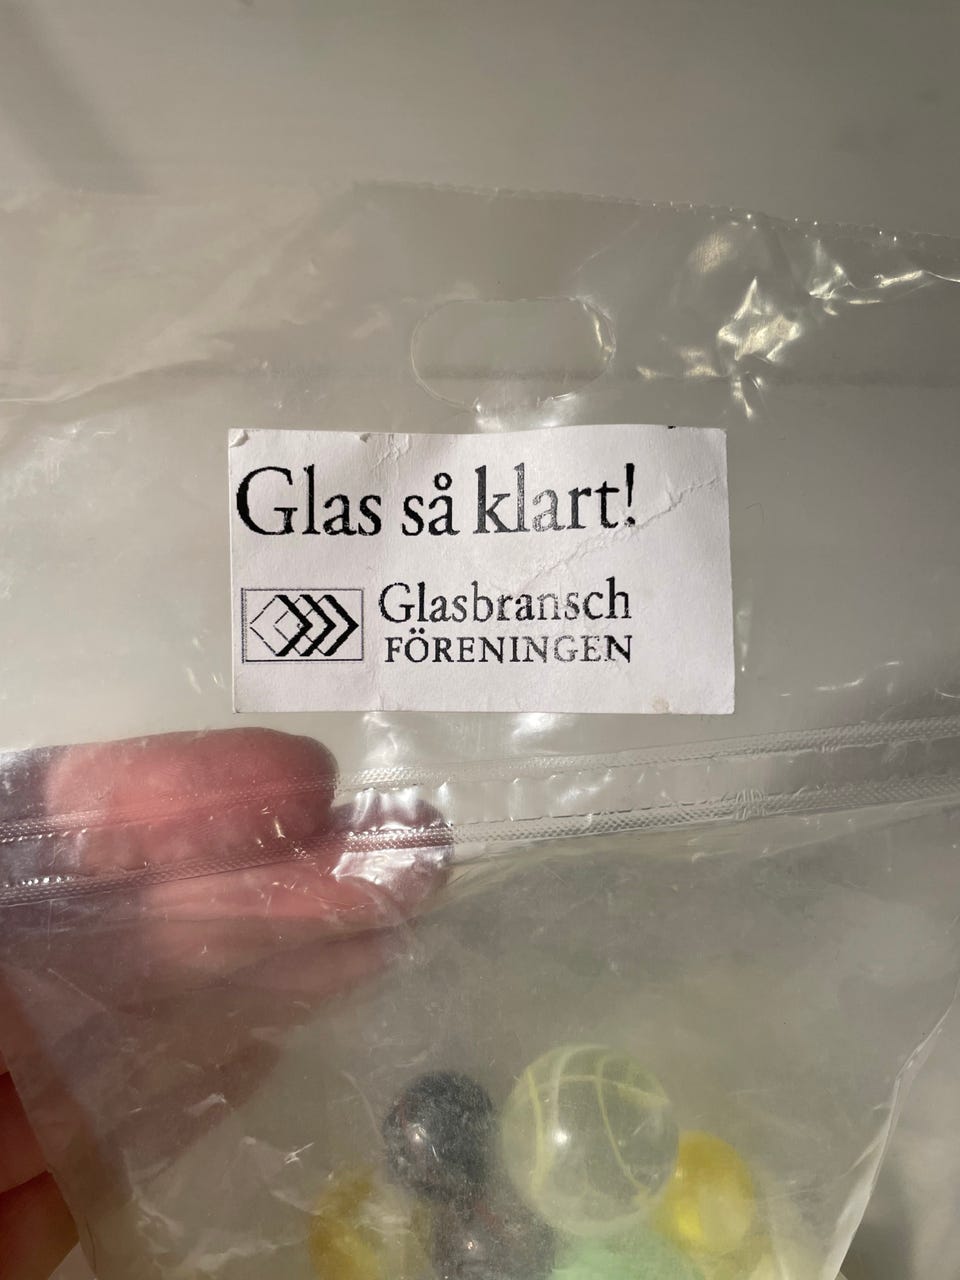 Glas så klart!
Glasbransch
FÖRENINGEN